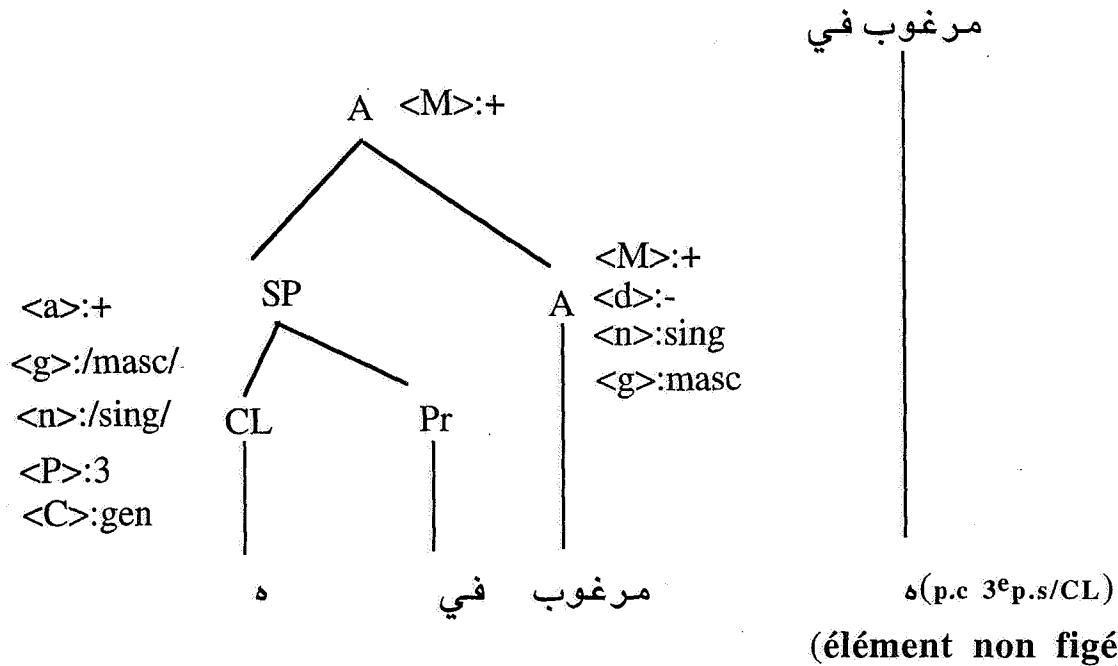 مرغوب في
A <M>:+
<M>:+
SP
A
<d>:-
<a>:+
<n>:sing
<g>:/masc/
<g>:masc
<n>:/sing/
CL
Pr
<P>:3
<C>:gen
مرغوب
في
ه
ه(p.c 3ᵉp.s/CL)
(élément non figé